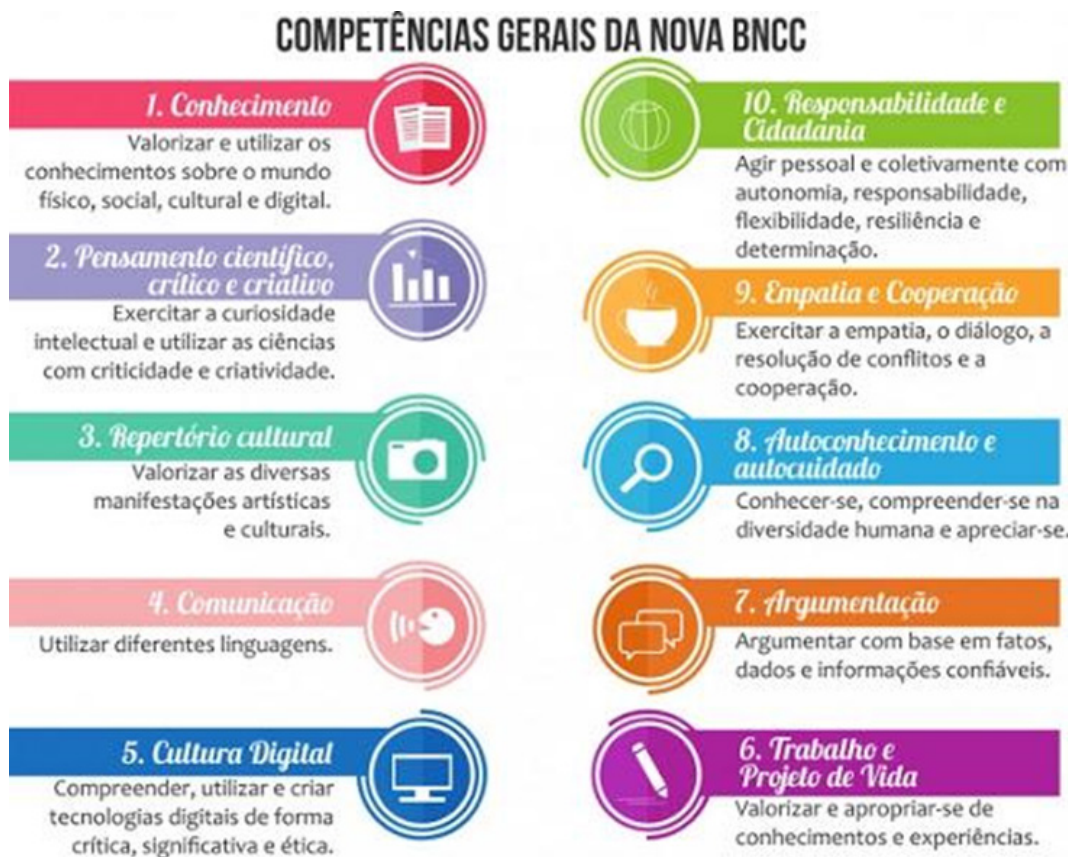 COMPETÊNCIAS GERAIS DA NOVA BNCC
1. Conhecimento
Valorizar e utilizar os
conhecimentos sobre o mundo
físico, social, cultural e digital.
2. Pensamento científico,
crítico e criativo
Exercitar a curiosidade
intelectual e utilizar as ciências
com criticidade e criatividade.
3. Repertório cultural
Valorizar as diversas
manifestações artísticas
e culturais.
4. Comunicação
Utilizar diferentes linguagens.
5. Cultura Digital
Compreender, utilizar e criar
tecnologias digitais de forma
crítica, significativa e ética.
10. Responsabilidade e
Cidadania
Agir pessoal e coletivamente com
autonomia, responsabilidade,
flexibilidade, resiliência e
determinação.
9. Empatia e Cooperação
Exercitar a empatia, o diálogo, a
resolução de conflitos e a
cooperação.
8. Autoconhecimento e
autocuidado
Conhecer-se, compreender-se na
diversidade humana e apreciar-se.
7. Argumentação
Argumentar com base em fatos,
dados e informações confiáveis.
6. Trabalho e
Projeto de Vida
Valorizar e apropriar-se de
conhecimentos e experiências.